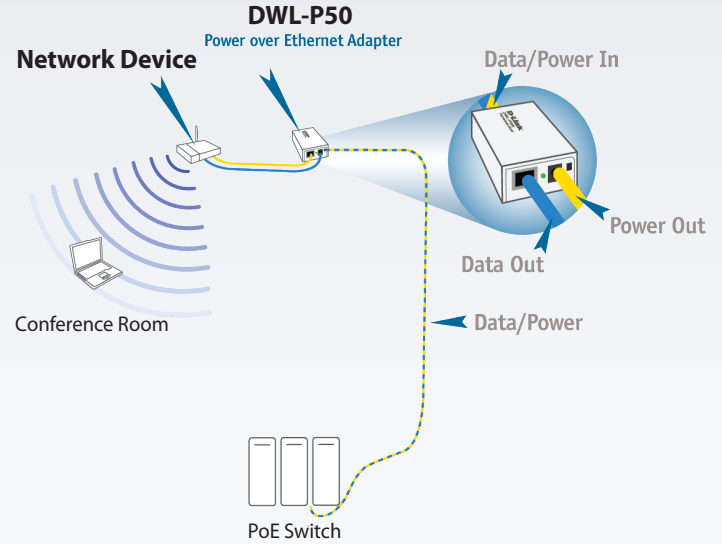 DWL-P50
Power over Ethernet Adapter
Network Device
Data/Power In
D-Link
Power Out
Data Out
Conference Room
Data/Power
PoE Switch